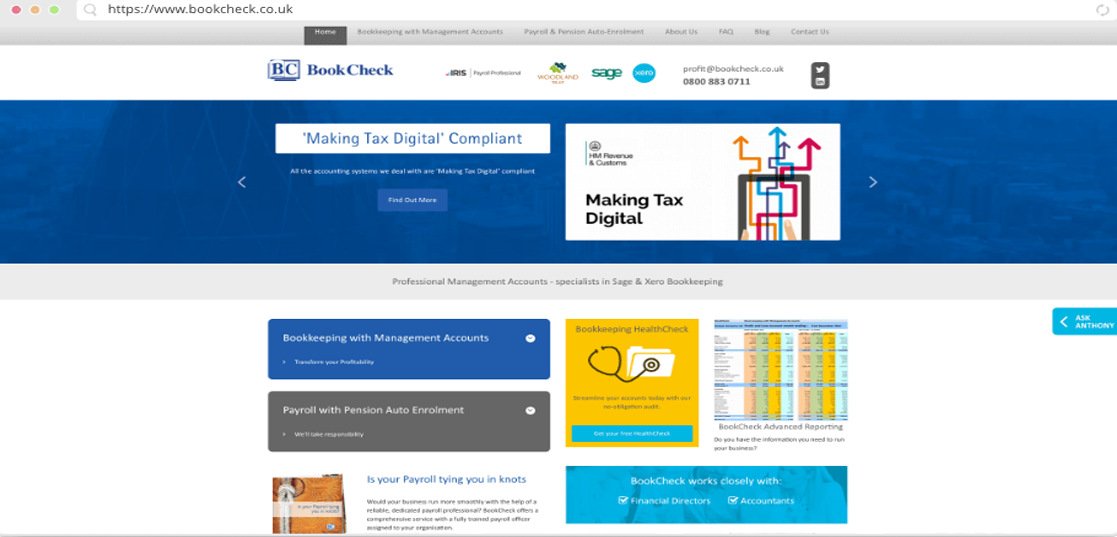 https://www.bookcheck.co.uk
Home Bookkeeping with Management Accounts Payroll & Pension Auto-Enrolment About Us FAQ Blog Contact Us
BC BookCheck
IRIS Payroll Professional
WOODLAND TRUST
sage
xero
profit@bookcheck.co.uk
0800 883 0711
'Making Tax Digital' Compliant
All the accounting systems we deal with are 'Making Tax Digital' compliant
Find Out More
HM Revenue
& Customs
Making Tax
Digital
Professional Management Accounts - specialists in Sage & Xero Bookkeeping
ASK
ANTHONY
Bookkeeping with Management Accounts
Transform your Profitability
Payroll with Pension Auto Enrolment
We'll take responsibility
Bookkeeping HealthCheck
Streamline your accounts today with our
no-obligation audit.
Get your free HealthCheck
BookCheck Advanced Reporting
Do you have the information you need to run
your business?
Is your Payroll tying
you in KNOTS?
Is your Payroll tying you in knots
Would your business run more smoothly with the help of a
reliable, dedicated payroll professional? BookCheck offers a
comprehensive service with a fully trained payroll officer
assigned to your organisation.
BookCheck works closely with:
Financial Directors Accountants